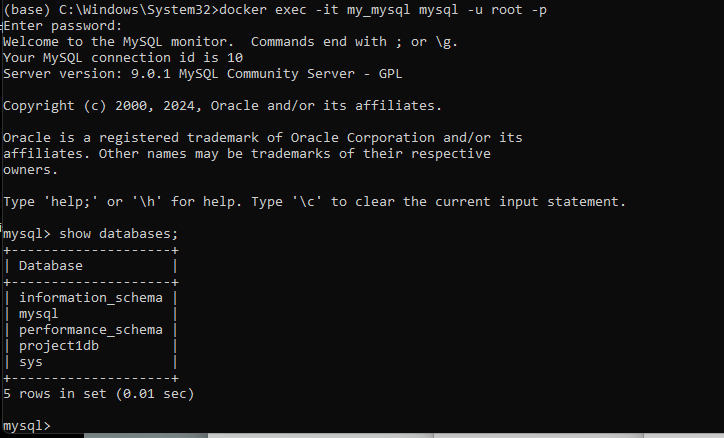 (base) C:\Windows\System32>docker exec -it my_mysql mysql -u root -p
Enter password:
Welcome to the MySQL monitor.  Commands end with ; or \g.
Your MySQL connection id is 10
Server version: 9.0.1 MySQL Community Server - GPL

Copyright (c) 2000, 2024, Oracle and/or its affiliates.

Oracle is a registered trademark of Oracle Corporation and/or its
affiliates. Other names may be trademarks of their respective
owners.

Type 'help;' or '\h' for help. Type '\c' to clear the current input statement.

mysql> show databases;
+--------------------+
| Database           |
+--------------------+
| information_schema |
| mysql              |
| performance_schema |
| project1db         |
| sys                |
+--------------------+
5 rows in set (0.01 sec)

mysql>